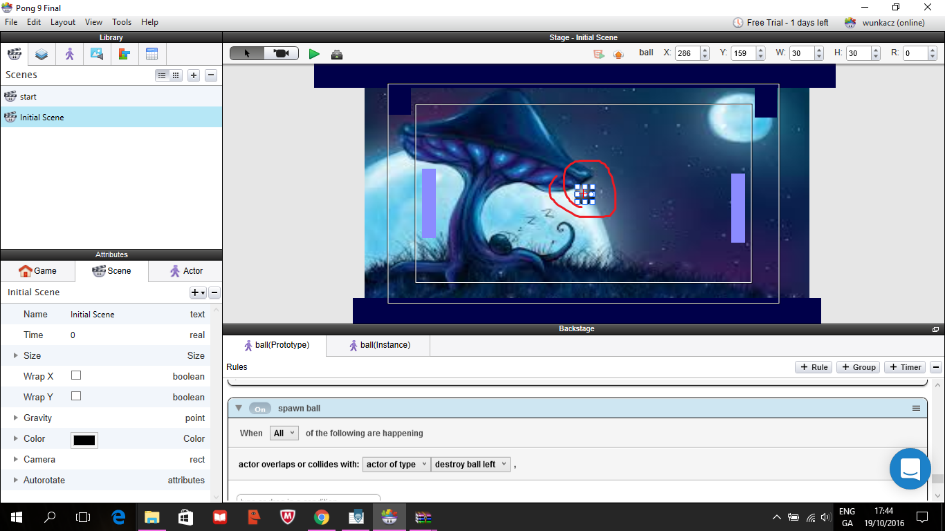 Pong 9 Final
File Edit Layout View Tools Help
Free Trial - 1 days left wunkacz (online)
Library
Stage - Initial Scene
ball X: 286 Y: 159 W: 30 H: 30 R: 0
Scenes
start
Initial Scene
Attributes
Game Scene Actor
Initial Scene
Name Initial Scene text
Time 0 real
Size Size
Wrap X boolean
Wrap Y boolean
Gravity point
Color Color
Camera rect
Autorotate attributes
Backstage
ball(Prototype) ball(Instance)
Rules + Rule + Group + Timer
On spawn ball
When All of the following are happening
actor overlaps or collides with: actor of type destroy ball left ,
ENG 17:44
GA 19/10/2016